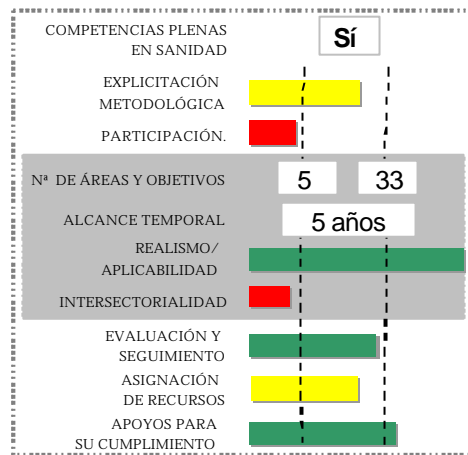 COMPETENCIAS PLENAS
EN SANIDAD
Sí
EXPLICITACIÓN
METODOLÓGICA
PARTICIPACIÓN.
Nª DE ÁREAS Y OBJETIVOS
5
33
ALCANCE TEMPORAL
5 años
REALISMO/
APLICABILIDAD
INTERSECTORIALIDAD
EVALUACIÓN Y
SEGUIMIENTO
ASIGNACIÓN
DE RECURSOS
APOYOS PARA
SU CUMPLIMIENTO